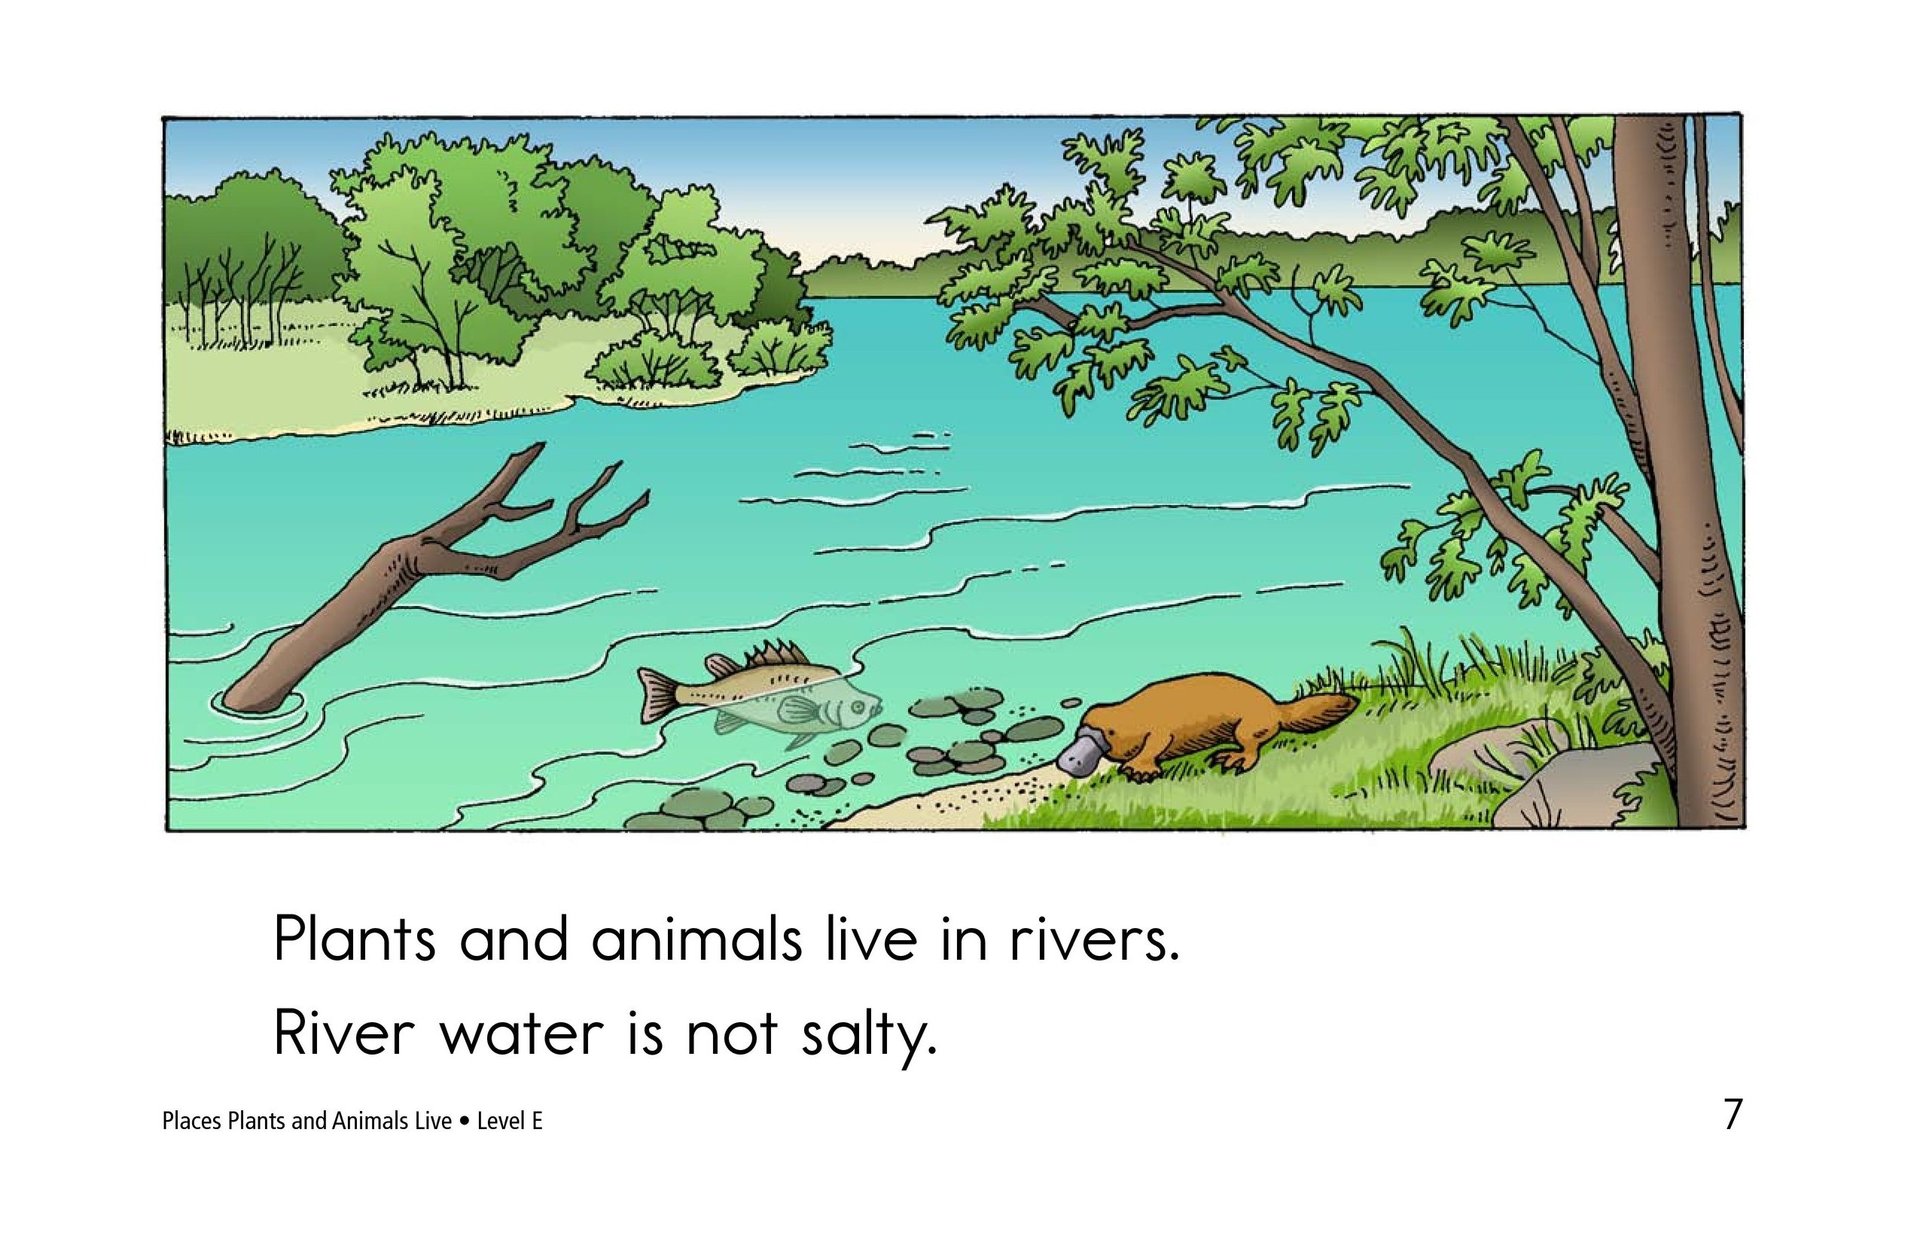 Plants and animals live in rivers.
River water is not salty.
Places Plants and Animals Live • Level E
7